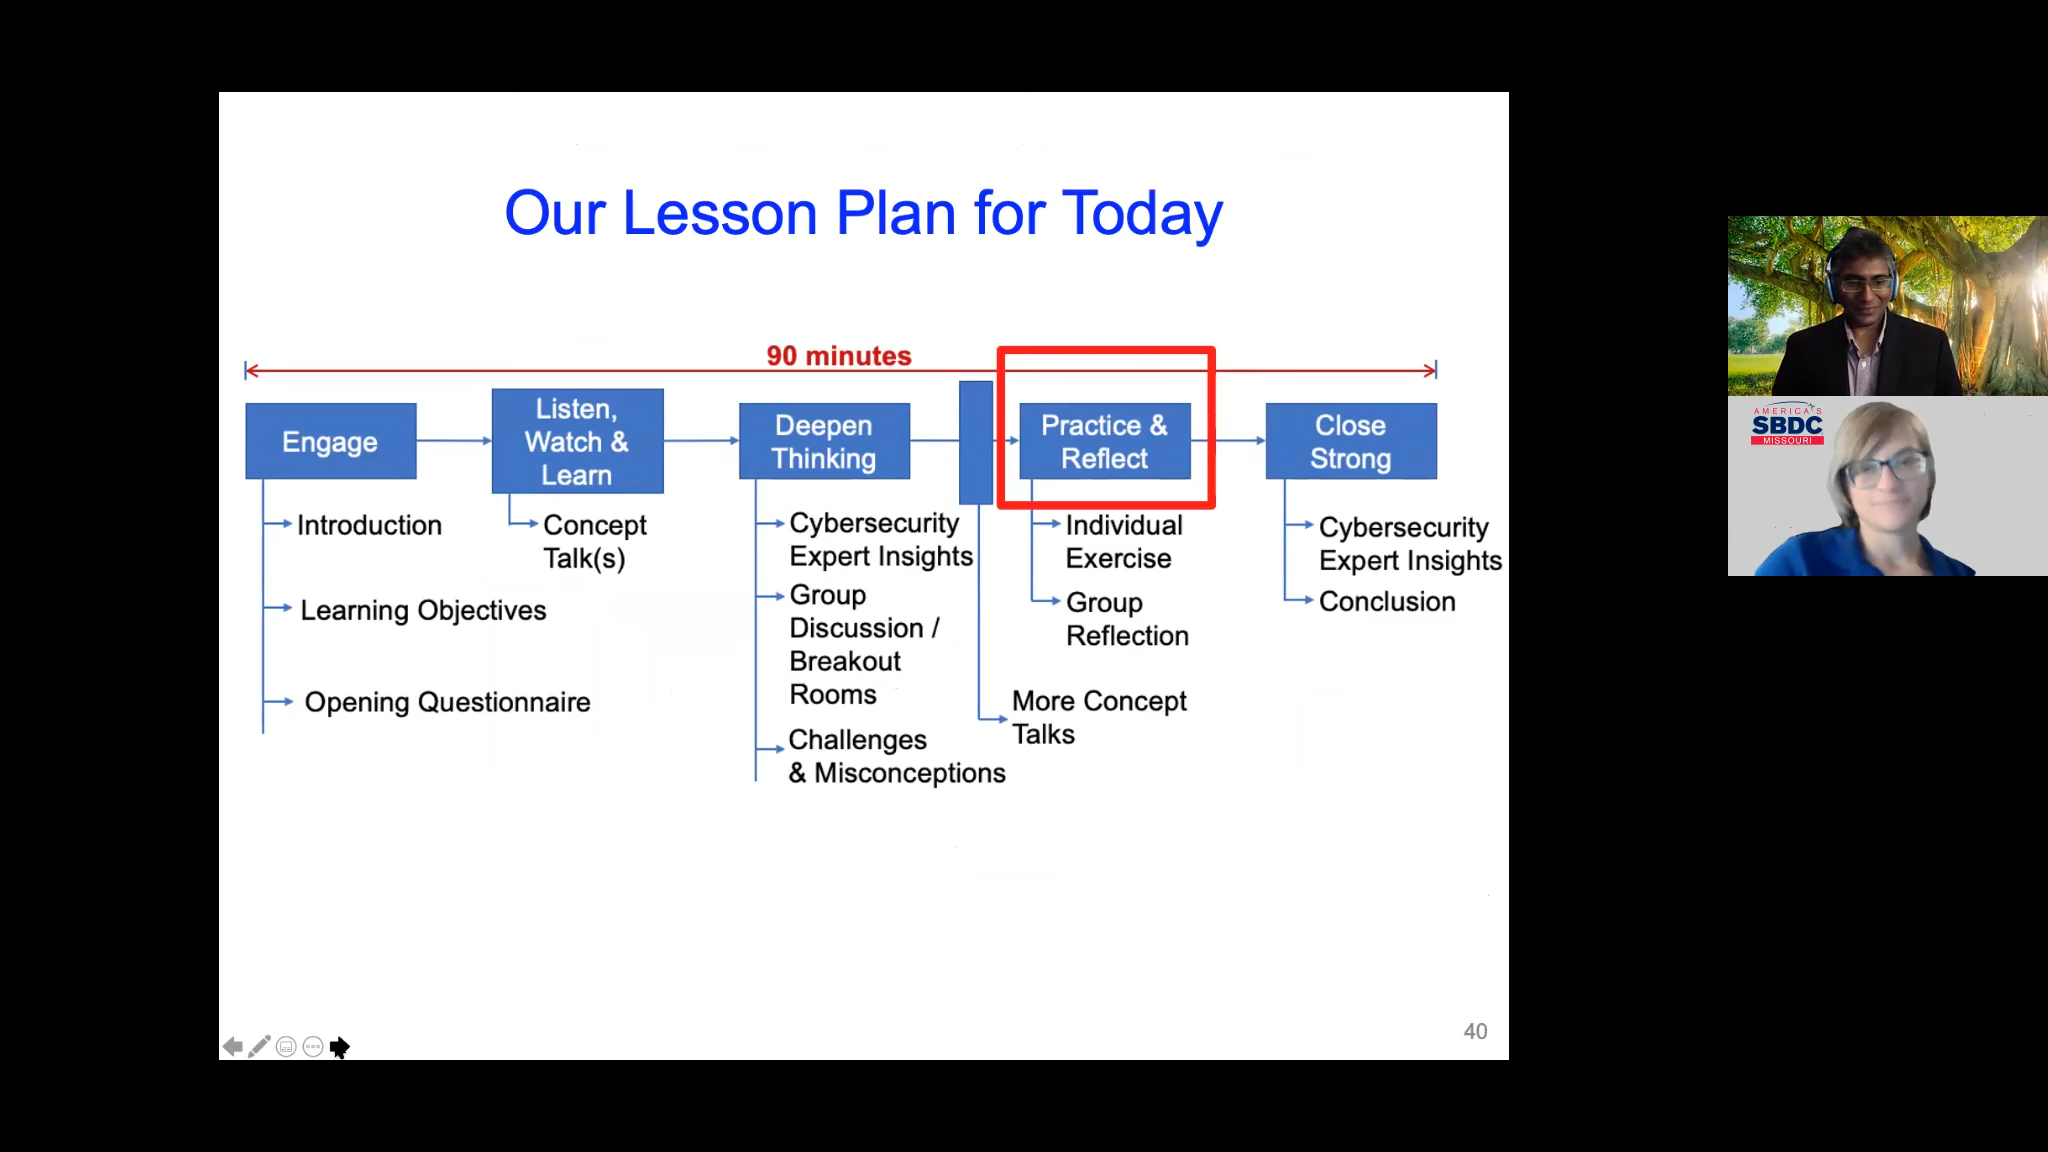 Our Lesson Plan for Today
90 minutes
Engage
Introduction
Learning Objectives
Opening Questionnaire
Listen,
Watch &
Learn
Concept
Talk(s)
Deepen
Thinking
Cybersecurity
Expert Insights
Group
Discussion /
Breakout
Rooms
Challenges
& Misconceptions
More Concept
Talks
Practice &
Reflect
Individual
Exercise
Group
Reflection
Close
Strong
Cybersecurity
Expert Insights
Conclusion
40
AMERICA'S
SBDC
MISSOURI